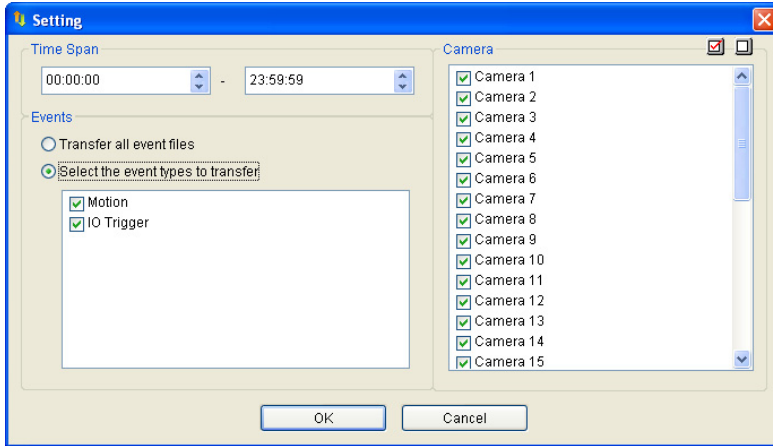 Setting
Time Span
00:00:00 - 23:59:59
Events
Transfer all event files
Select the event types to transfer
Motion
IO Trigger
Camera
Camera 1
Camera 2
Camera 3
Camera 4
Camera 5
Camera 6
Camera 7
Camera 8
Camera 9
Camera 10
Camera 11
Camera 12
Camera 13
Camera 14
Camera 15
OK Cancel